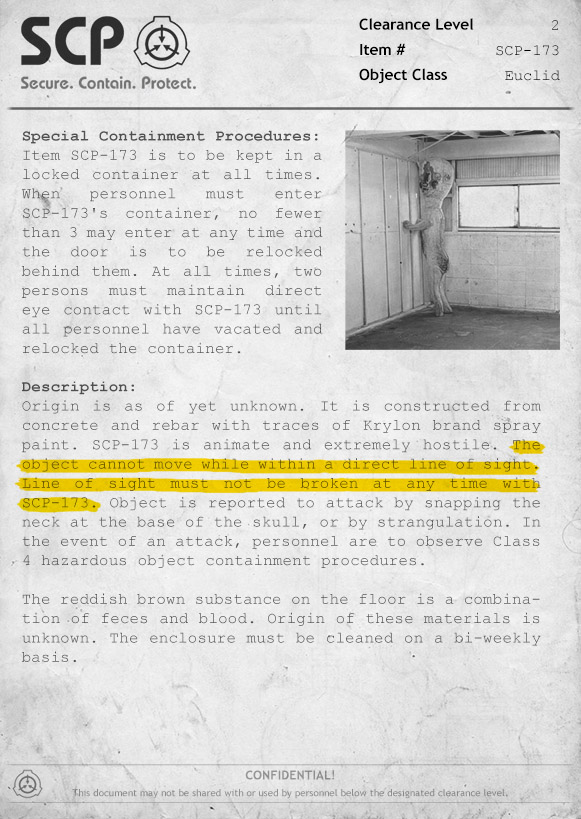 SCP
Secure. Contain. Protect.
Clearance Level 2
Item # SCP-173
Object Class Euclid
Special Containment Procedures:
Item SCP-173 is to be kept in a
locked container at all times.
When personnel must enter
SCP-173's container, no fewer
than 3 may enter at any time and
the door is to be relocked
behind them. At all times, two
persons must maintain direct
eye contact with SCP-173 until
all personnel have vacated and
relocked the container.
Description:
Origin is as of yet unknown. It is constructed from
concrete and rebar with traces of Krylon brand spray
paint. SCP-173 is animate and extremely hostile. The
object cannot move while within a direct line of sight.
Line of sight must not be broken at any time with
SCP-173. Object is reported to attack by snapping the
neck at the base of the skull, or by strangulation. In
the event of an attack, personnel are to observe Class
4 hazardous object containment procedures.
The reddish brown substance on the floor is a combina-
tion of feces and blood. Origin of these materials is
unknown. The enclosure must be cleaned on a bi-weekly
basis.
CONFIDENTIAL!
This document may not be shared with or used by personnel below the designated clearance level.